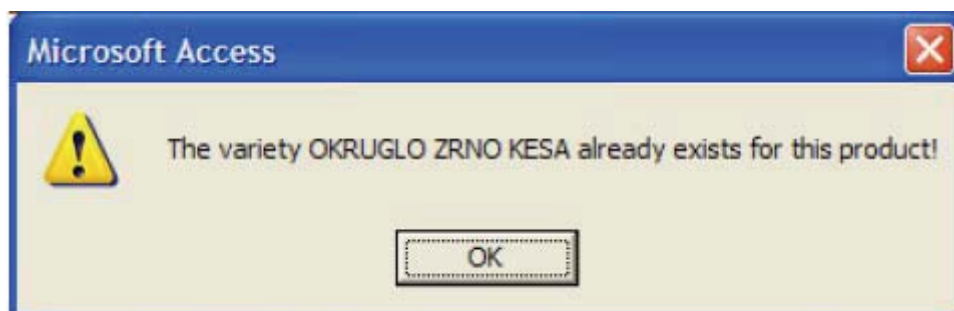 Microsoft Access
The variety OKRUGLO ZRNO KESA already exists for this product!
OK